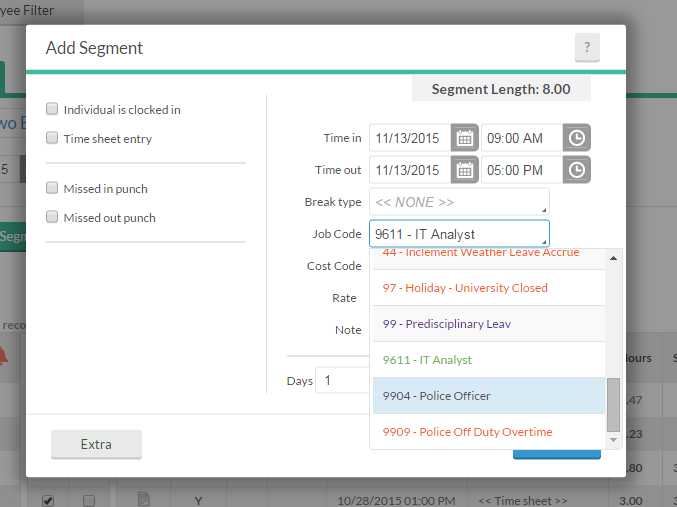 yee Filter
Add Segment
?
Segment Length: 8.00
Individual is clocked in
Time sheet entry
Missed in punch
Missed out punch
Time in 11/13/2015 09:00 AM
Time out 11/13/2015 05:00 PM
Break type << NONE >>
Job Code 9611 - IT Analyst
Cost Code
Rate
Note
44 - Inclement Weather Leave Accrue
97 - Holiday - University Closed
99 - Predisciplinary Leav
9611 - IT Analyst
9904 - Police Officer
9909 - Police Off Duty Overtime
Days 1
Extra
wo E
5
Segm
reco
ours S
.47
.23
.80 3
Y 10/28/2015 01:00 PM << Time sheet >> 3.00 3